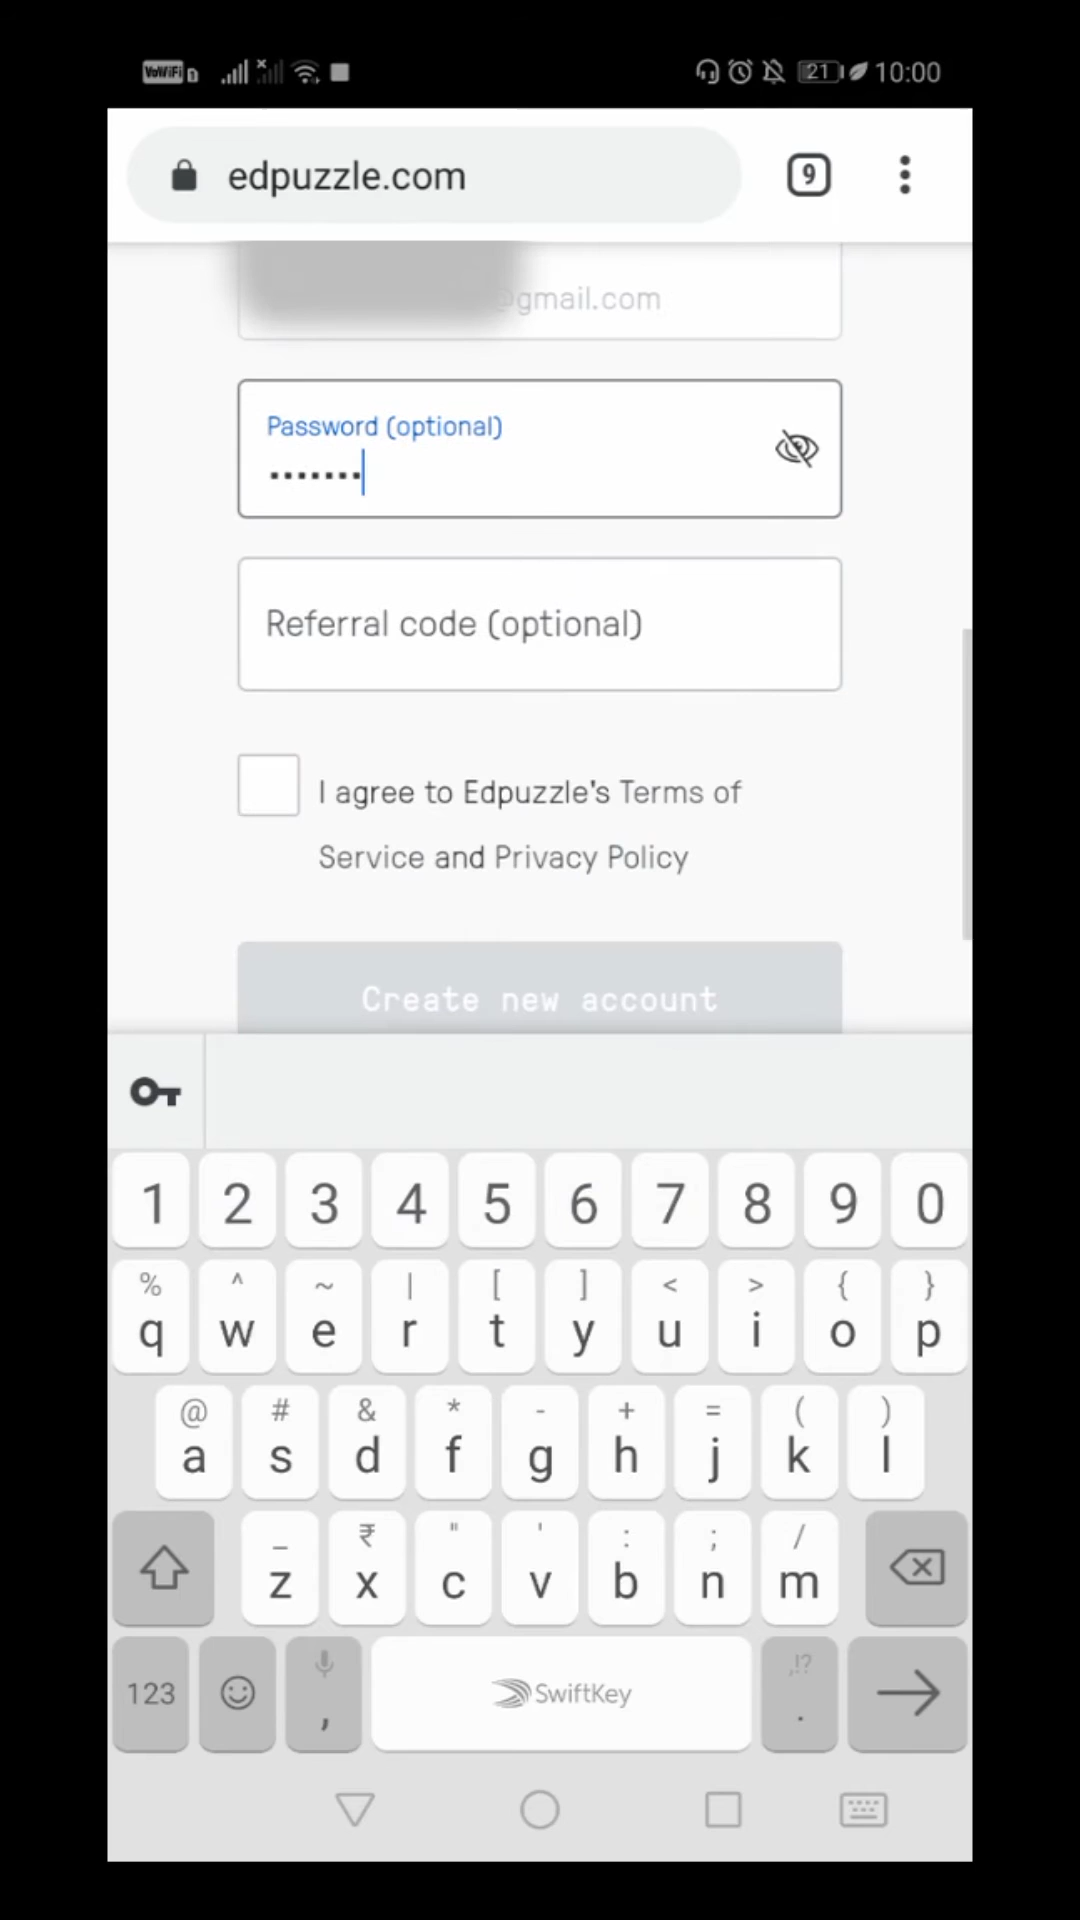 VoWiFi 21 10:00
edpuzzle.com 9
@gmail.com
Password (optional)
•••••••
Referral code (optional)
I agree to Edpuzzle's Terms of
Service and Privacy Policy
Create new account
1 2 3 4 5 6 7 8 9 0
% ^ ~ | [ ] < > { }
q w e r t y u i o p
@ # & * - + = ( )
a s d f g h j k l
_ ₹ " ' : ; /
z x c v b n m
,!?
123 , SwiftKey .